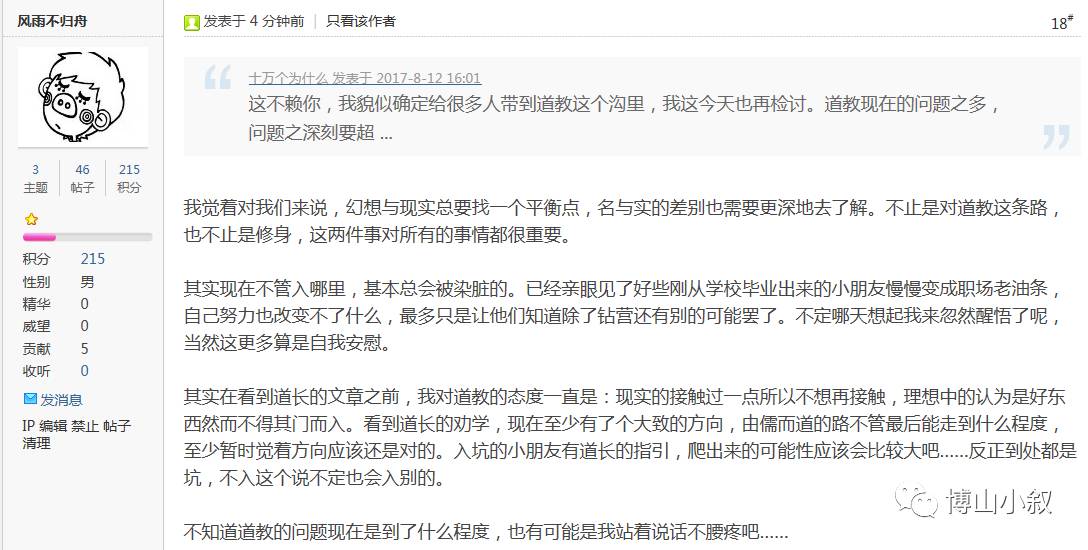 风雨不归舟
发表于 4 分钟前 | 只看该作者
18#
十万个为什么 发表于 2017-8-12 16:01
这不赖你，我貌似确定给很多人带到道教这个沟里，我这今天也再检讨。道教现在的问题之多，
问题之深刻要超 ...
3 46 215
主题 帖子 积分
积分 215
性别 男
精华 0
威望 0
贡献 5
收听 0
发消息
IP 编辑 禁止 帖子
清理
我觉着对我们来说，幻想与现实总要找一个平衡点，名与实的差别也需要更深地去了解。不止是对道教这条路，
也不止是修身，这两件事对所有的事情都很重要。
其实现在不管入哪里，基本总会被染脏的。已经亲眼见了好些刚从学校毕业出来的小朋友慢慢变成职场老油条，
自己努力也改变不了什么，最多只是让他们知道除了钻营还有别的可能罢了。不定哪天想起我来忽然醒悟了呢，
当然这更多算是自我安慰。
其实在看到道长的文章之前，我对道教的态度一直是：现实的接触过一点所以不想再接触，理想中的认为是好东
西然而不得其门而入。看到道长的劝学，现在至少有了个大致的方向，由儒而道的路不管最后能走到什么程度，
至少暂时觉着方向应该还是对的。入坑的小朋友有道长的指引，爬出来的可能性应该会比较大吧......反正到处都是
坑，不入这个说不定也会入别的。
不知道道教的问题现在是到了什么程度，也有可能是我站着说话不腰疼吧......
博山小叙